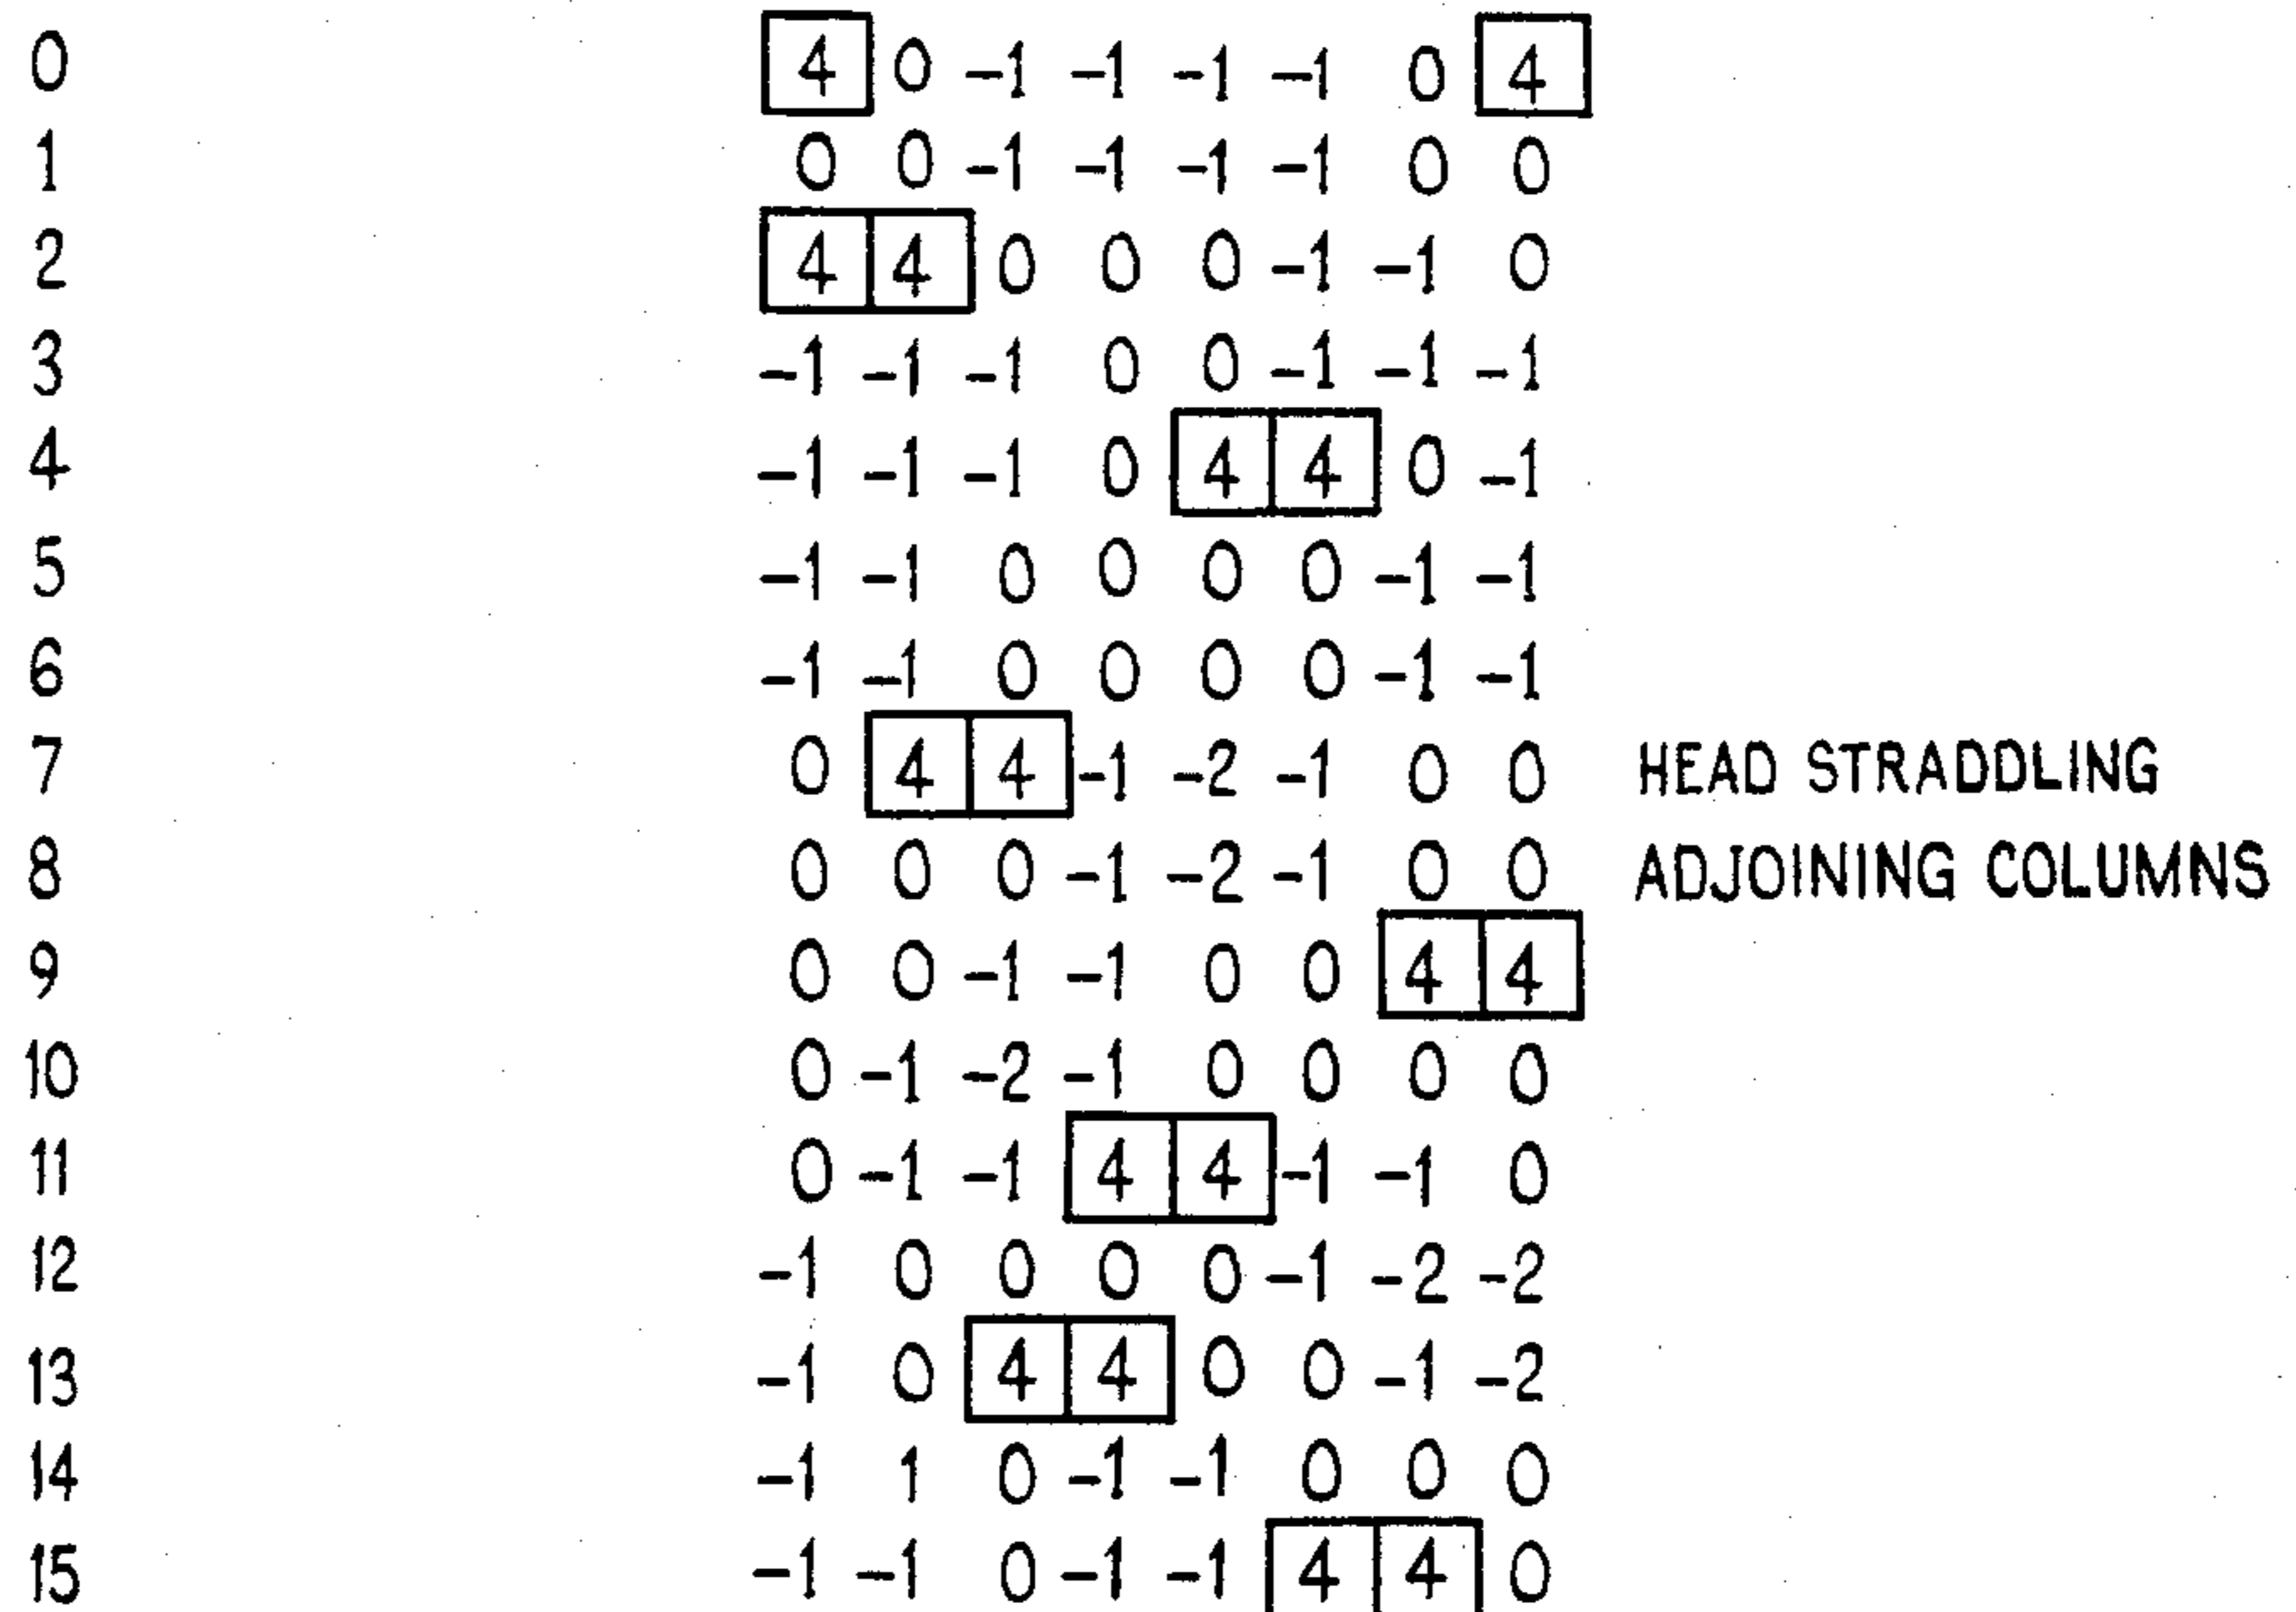 0 4 0 -1 -1 -1 -1 0 4
1 0 0 -1 -1 -1 -1 0 0
2 4 4 0 0 0 -1 -1 0
3 -1 -1 -1 0 0 -1 -1 -1
4 -1 -1 -1 0 4 4 0 -1
5 -1 -1 0 0 0 0 -1 -1
6 -1 -1 0 0 0 0 -1 -1
7 0 4 4 -1 -2 -1 0 0 HEAD STRADDLING
8 0 0 0 -1 -2 -1 0 0 ADJOINING COLUMNS
9 0 0 -1 -1 0 0 4 4
10 0 -1 -2 -1 0 0 0 0
11 0 -1 -1 4 4 -1 -1 0
12 -1 0 0 0 0 -1 -2 -2
13 -1 0 4 4 0 0 -1 -2
14 -1 1 0 -1 -1 0 0 0
15 -1 -1 0 -1 -1 4 4 0